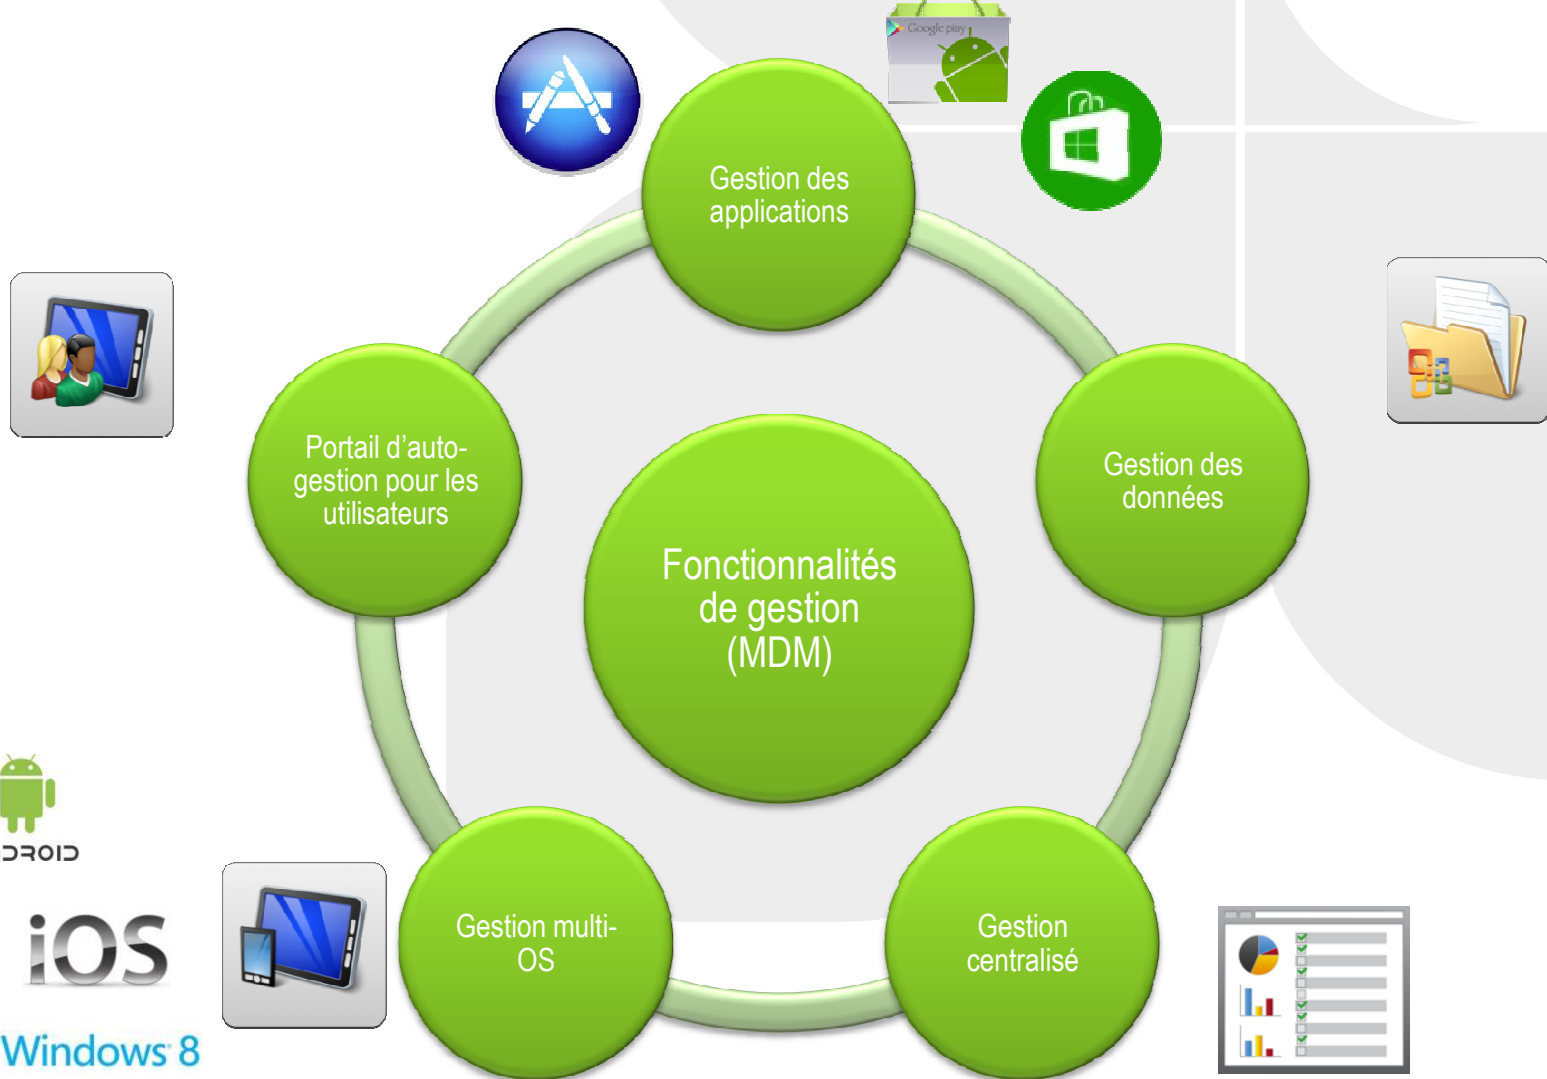 Google play
Gestion des
applications
Portail d’auto-
gestion pour les
utilisateurs
Gestion des
données
Fonctionnalités
de gestion
(MDM)
DROID
iOS
Gestion multi-
OS
Gestion
centralisé
Windows 8